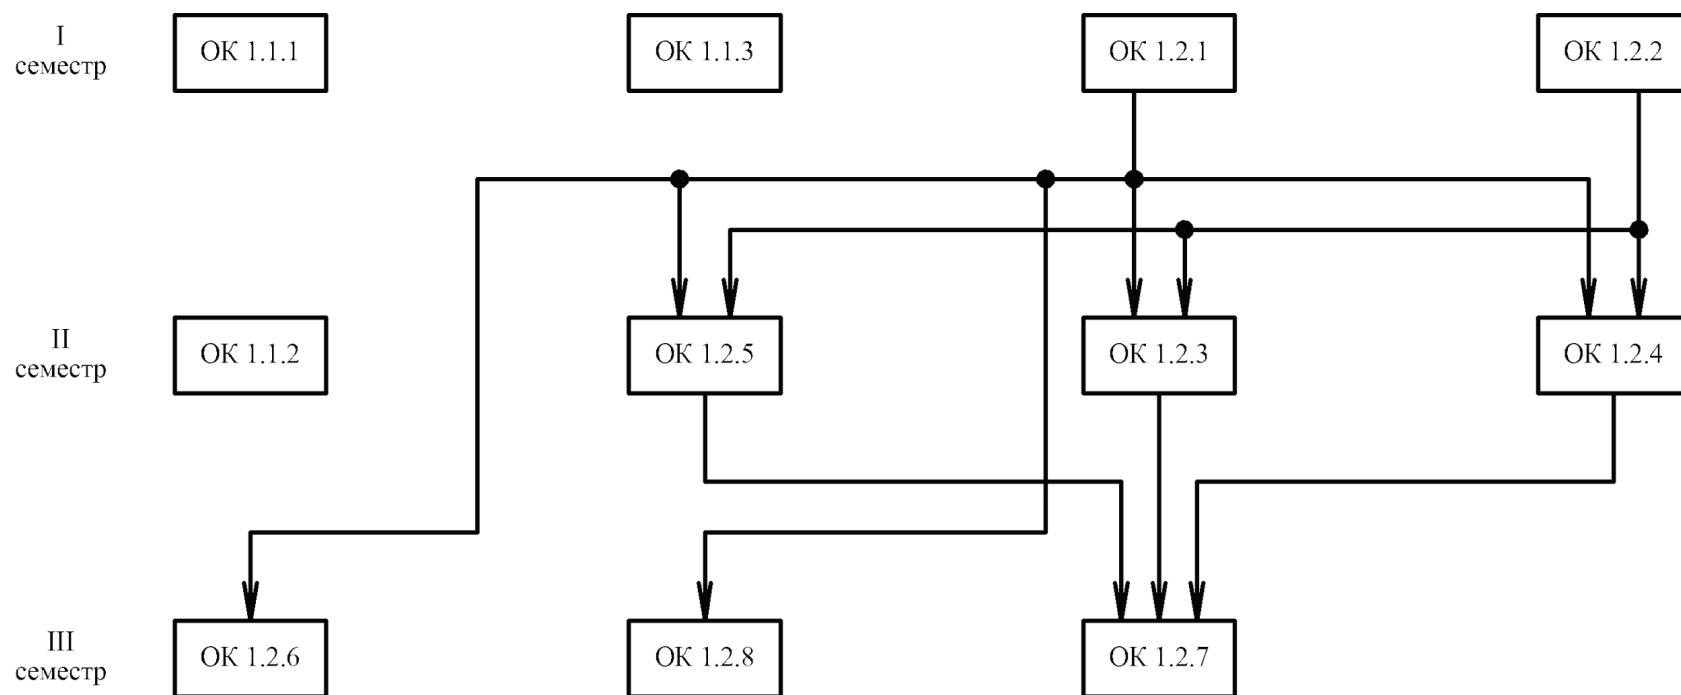 I
семестр
ОК 1.1.1
ОК 1.1.3
ОК 1.2.1
ОК 1.2.2
II
семестр
ОК 1.1.2
ОК 1.2.5
ОК 1.2.3
ОК 1.2.4
III
семестр
ОК 1.2.6
ОК 1.2.8
ОК 1.2.7